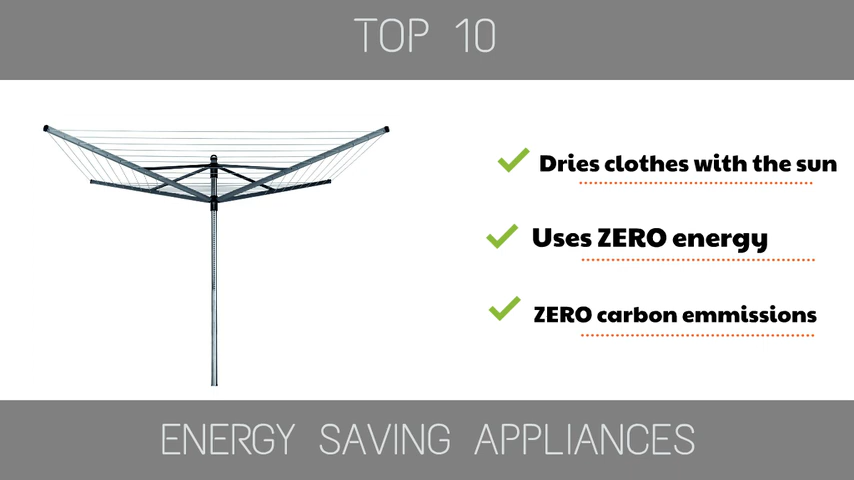 TOP 10
Dries clothes with the sun
Uses ZERO energy
ZERO carbon emmissions
ENERGY SAVING APPLIANCES